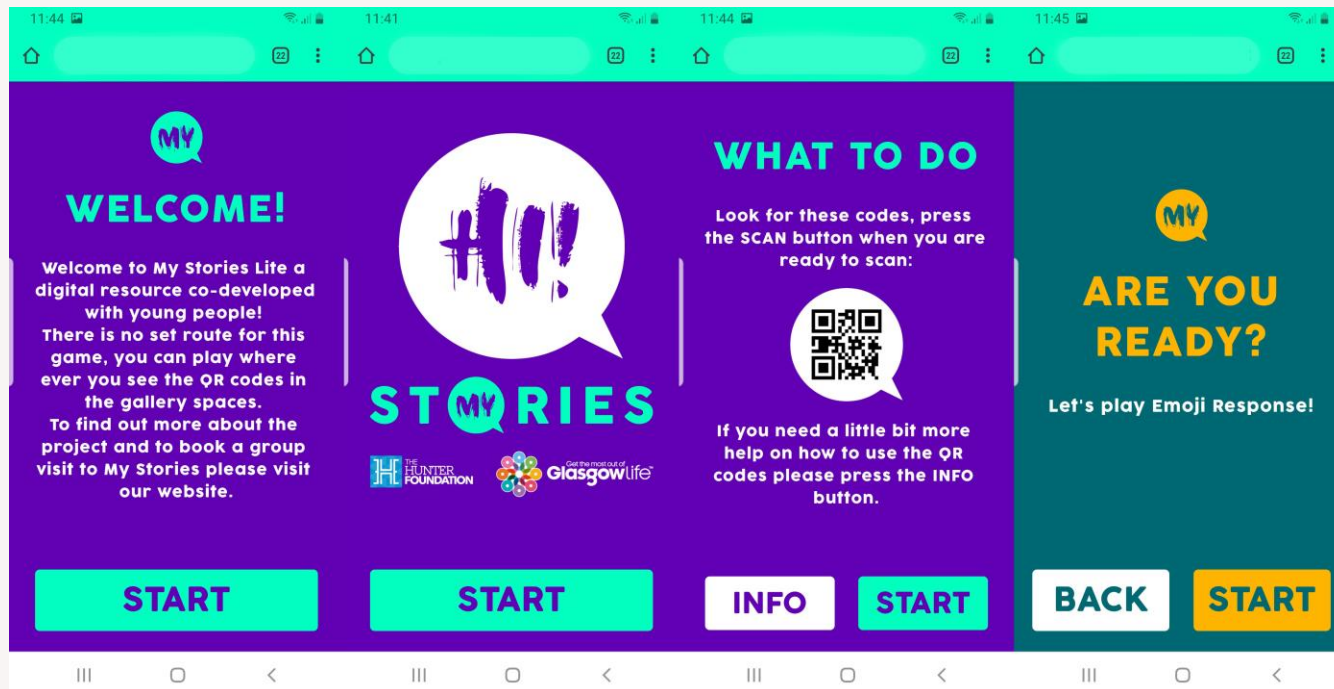 11:44
22
MY
WELCOME!
Welcome to My Stories Lite a
digital resource co-developed
with young people!
There is no set route for this
game, you can play where
ever you see the QR codes in
the gallery spaces.
To find out more about the
project and to book a group
visit to My Stories please visit
our website.
START
11:41
22
HI!
MY
STORIES
THE
HUNTER
FOUNDATION
Get the most out of
Glasgowlife
START
11:44
22
WHAT TO DO
Look for these codes, press
the SCAN button when you are
ready to scan:
If you need a little bit more
help on how to use the QR
codes please press the INFO
button.
INFO
START
11:45
22
MY
ARE YOU
READY?
Let's play Emoji Response!
BACK
START